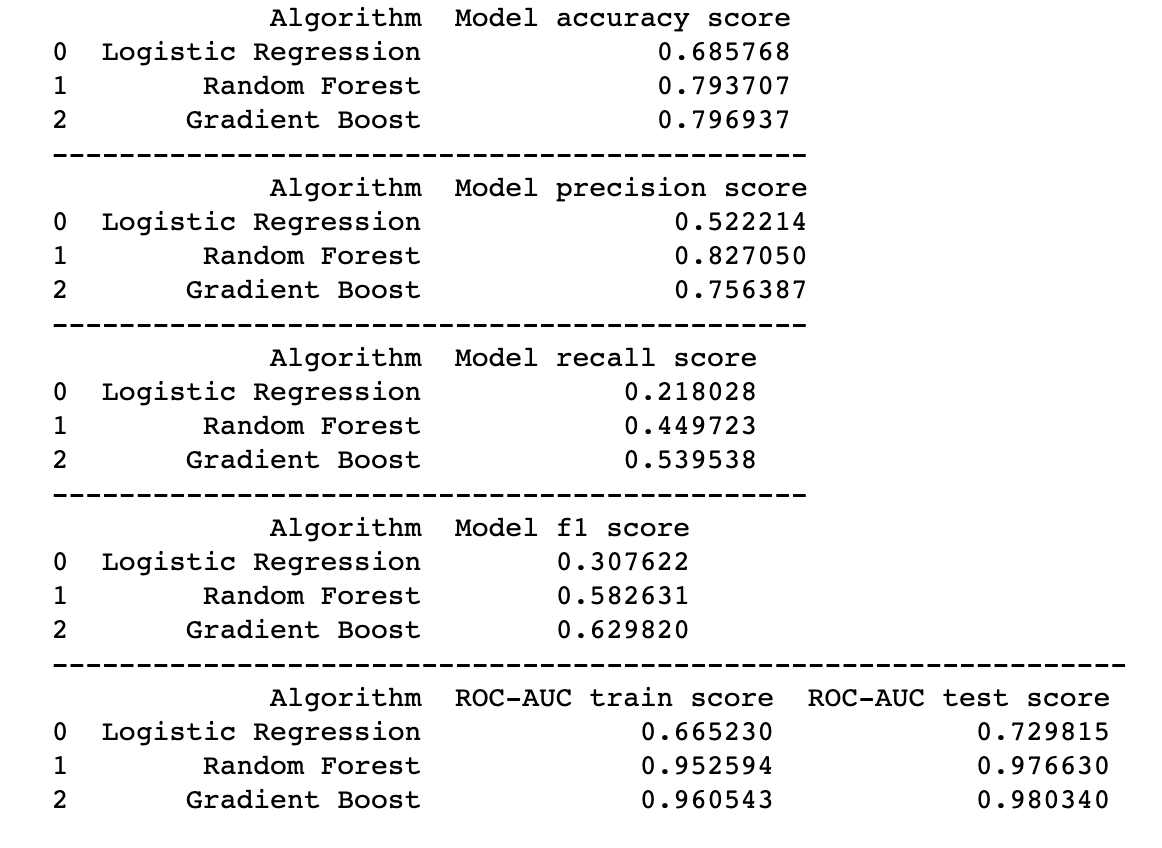 Algorithm  Model accuracy score
0  Logistic Regression              0.685768
1        Random Forest              0.793707
2       Gradient Boost              0.796937
---------------------------------------------
Algorithm  Model precision score
0  Logistic Regression               0.522214
1        Random Forest               0.827050
2       Gradient Boost               0.756387
---------------------------------------------
Algorithm  Model recall score
0  Logistic Regression            0.218028
1        Random Forest            0.449723
2       Gradient Boost            0.539538
---------------------------------------------
Algorithm  Model f1 score
0  Logistic Regression        0.307622
1        Random Forest        0.582631
2       Gradient Boost        0.629820
----------------------------------------------------------------
Algorithm  ROC-AUC train score  ROC-AUC test score
0  Logistic Regression             0.665230            0.729815
1        Random Forest             0.952594            0.976630
2       Gradient Boost             0.960543            0.980340